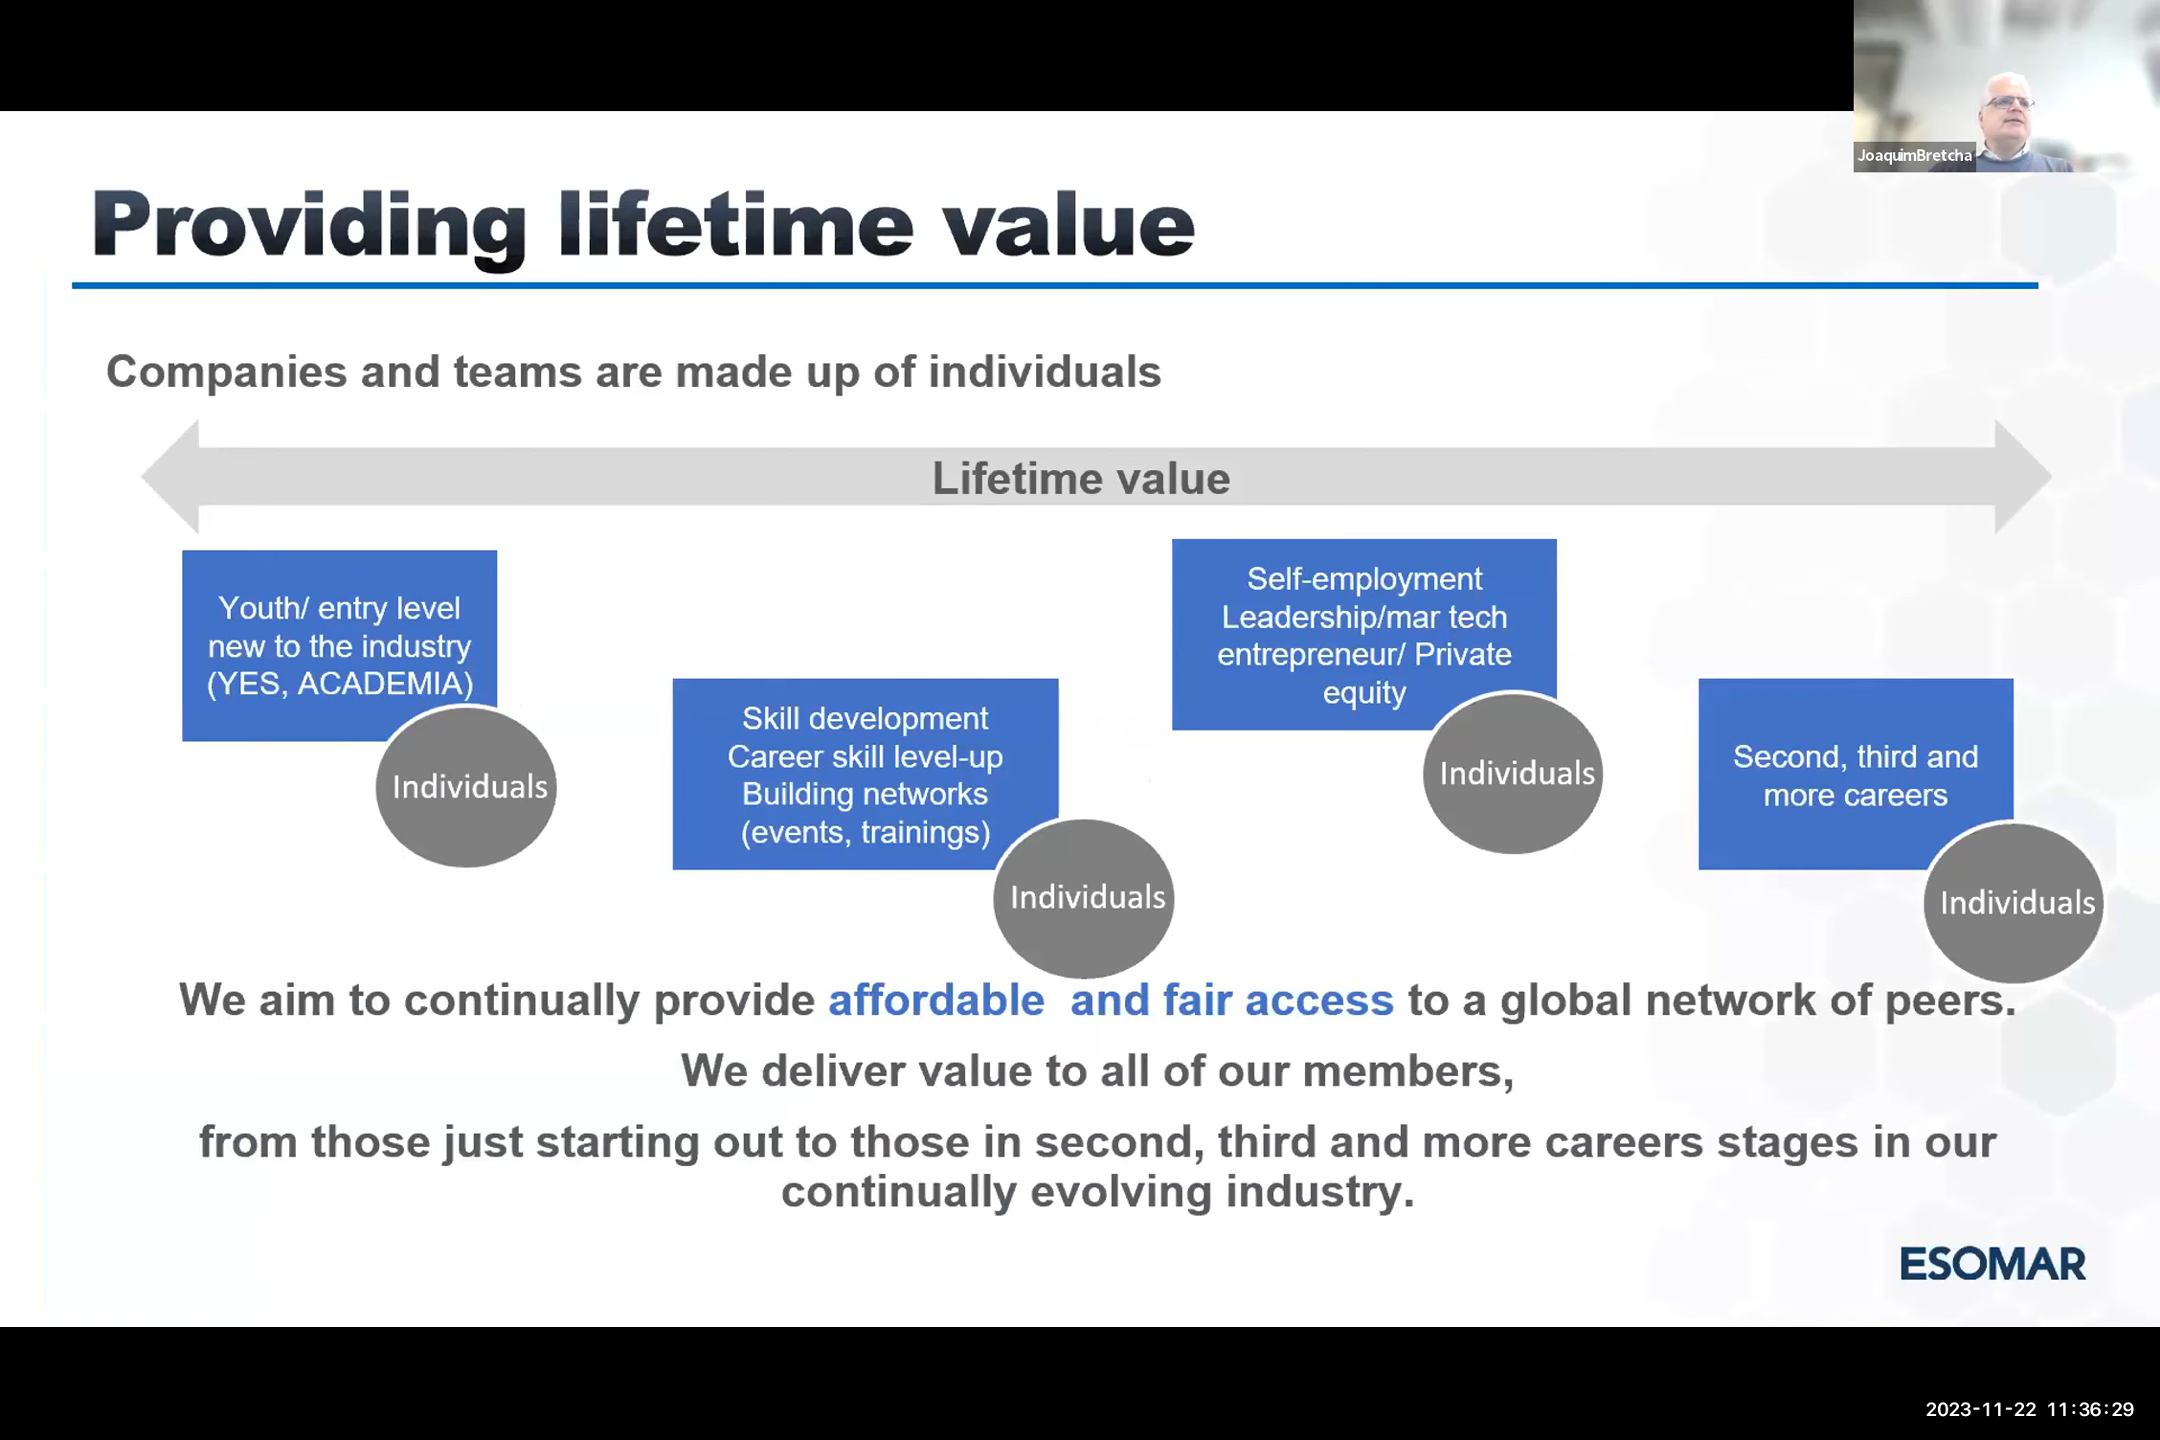 JoaquimBretcha
Providing lifetime value
Companies and teams are made up of individuals
Lifetime value
Youth/ entry level
new to the industry
(YES, ACADEMIA)
Individuals
Skill development
Career skill level-up
Building networks
(events, trainings)
Individuals
Self-employment
Leadership/mar tech
entrepreneur/ Private
equity
Individuals
Second, third and
more careers
Individuals
We aim to continually provide affordable  and fair access to a global network of peers.
We deliver value to all of our members,
from those just starting out to those in second, third and more careers stages in our
continually evolving industry.
ESOMAR
2023-11-22 11:36:29